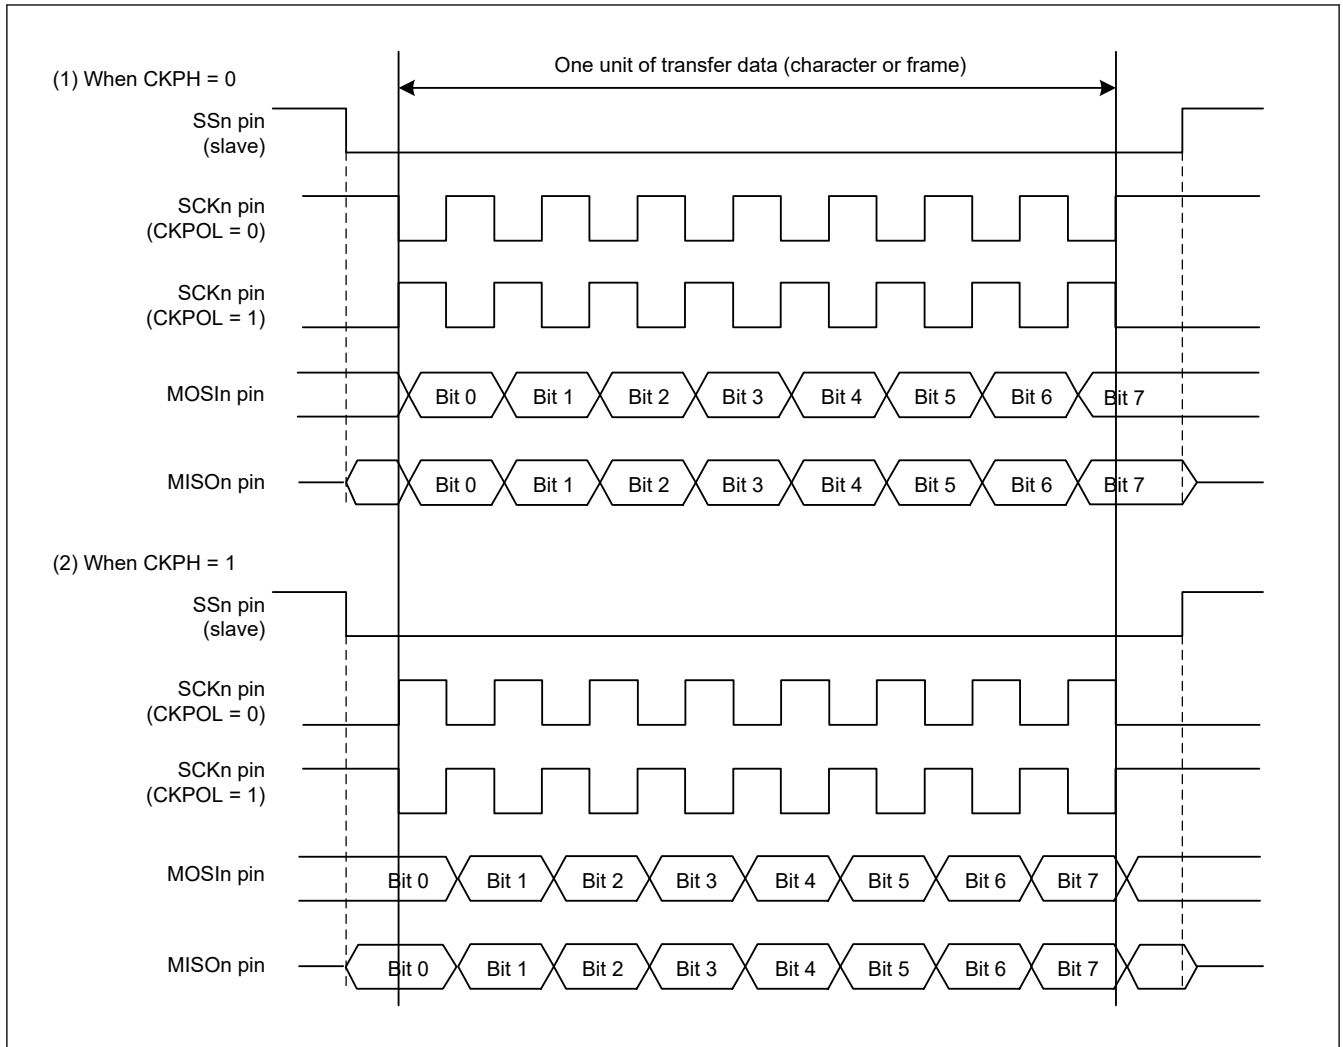 (1) When CKPH = 0
One unit of transfer data (character or frame)
SSn pin
(slave)
SCKn pin
(CKPOL = 0)
SCKn pin
(CKPOL = 1)
MOSIn pin
Bit 0 Bit 1 Bit 2 Bit 3 Bit 4 Bit 5 Bit 6 Bit 7
MISOn pin
Bit 0 Bit 1 Bit 2 Bit 3 Bit 4 Bit 5 Bit 6 Bit 7
(2) When CKPH = 1
SSn pin
(slave)
SCKn pin
(CKPOL = 0)
SCKn pin
(CKPOL = 1)
MOSIn pin
Bit 0 Bit 1 Bit 2 Bit 3 Bit 4 Bit 5 Bit 6 Bit 7
MISOn pin
Bit 0 Bit 1 Bit 2 Bit 3 Bit 4 Bit 5 Bit 6 Bit 7